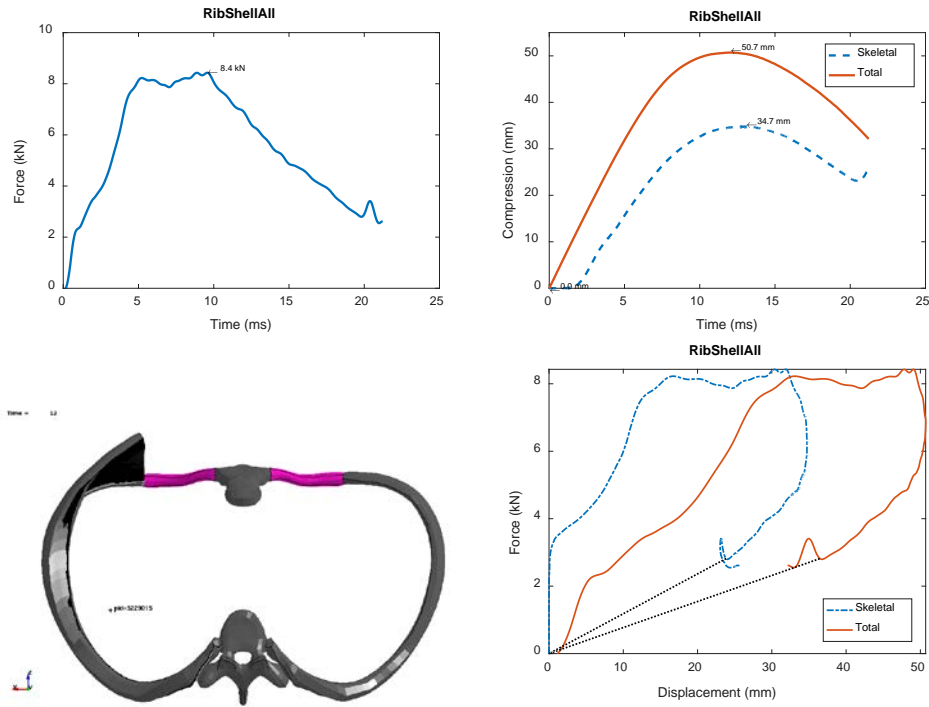 RibShellAll
10
8
6
4
2
0
Force (kN)
8.4 kN
0 5 10 15 20 25
Time (ms)
RibShellAll
50
40
30
20
10
0
Compression (mm)
50.7 mm
34.7 mm
0.0 mm
Skeletal
Total
0 5 10 15 20 25
Time (ms)
Time = 12
RibShellAll
8
6
4
2
0
Force (kN)
Skeletal
Total
0 10 20 30 40 50
Displacement (mm)